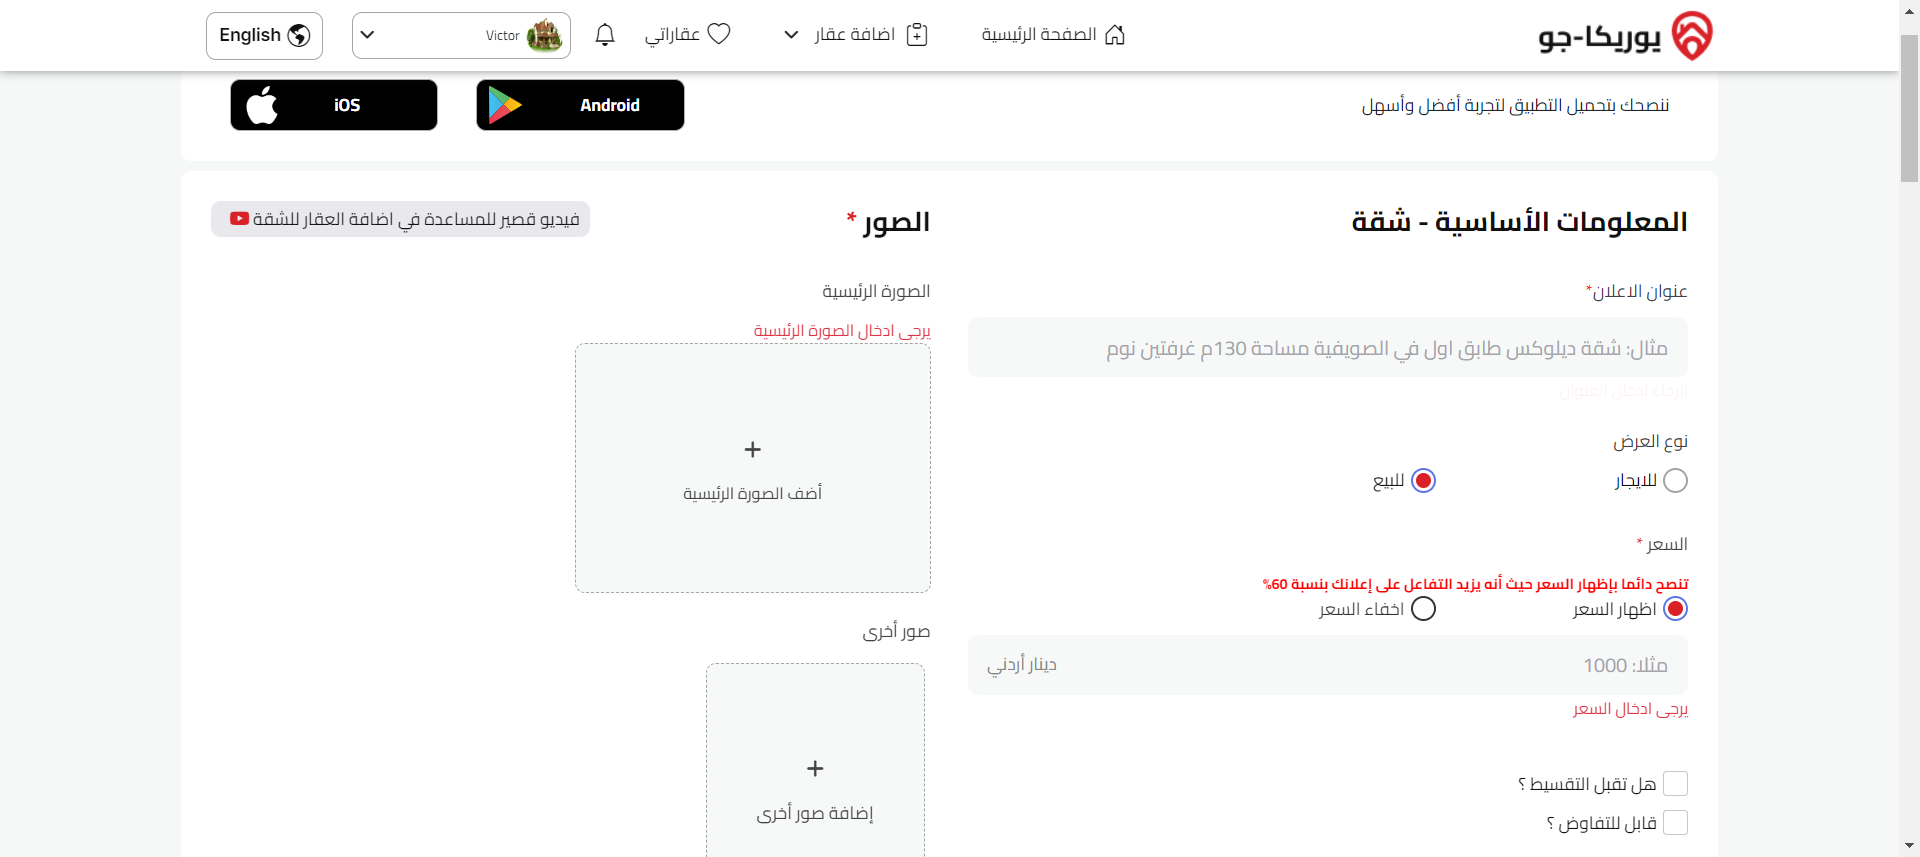 يوريكا-جو
الصفحة الرئيسية
اضافة عقار
عقاراتي
Victor
English
ننصحك بتحميل التطبيق لتجربة أفضل وأسهل
Android
iOS
المعلومات الأساسية - شقة
عنوان الاعلان*
مثال: شقة ديلوكس طابق اول في الصويفية مساحة 130م غرفتين نوم
الرجاء ادخال العنوان
نوع العرض
للايجار
للبيع
السعر *
تنصح دائما بإظهار السعر حيث أنه يزيد التفاعل على إعلانك بنسبة 60%
اظهار السعر
اخفاء السعر
مثلا: 1000
دينار أردني
يرجى ادخال السعر
هل تقبل التقسيط ؟
قابل للتفاوض ؟
الصور *
فيديو قصير للمساعدة في اضافة العقار للشقة
الصورة الرئيسية
يرجى ادخال الصورة الرئيسية
أضف الصورة الرئيسية
صور أخرى
إضافة صور أخرى